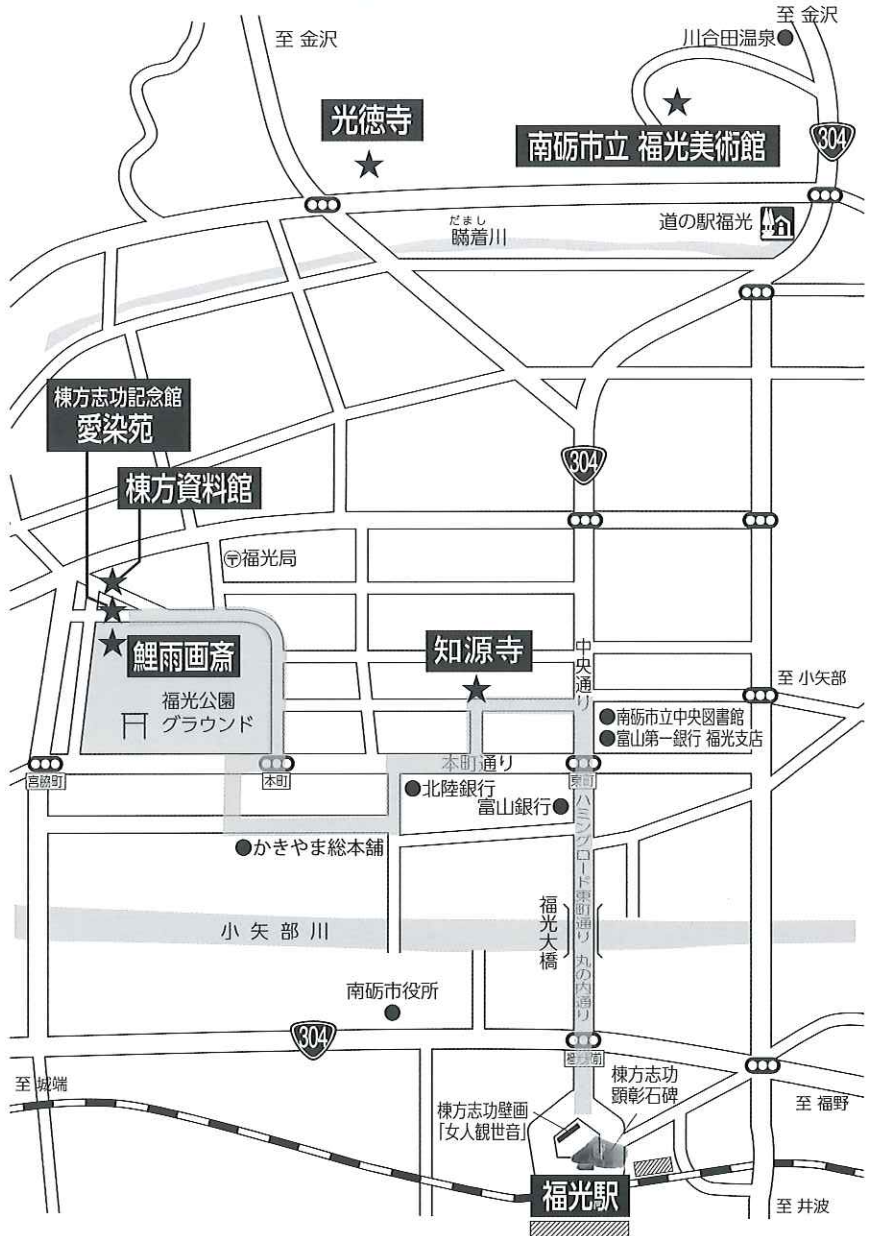 至 金沢
至 金沢
川合田温泉
光徳寺
南砺市立 福光美術館
304
だまし
瞞着川
道の駅福光
棟方志功記念館
愛染苑
304
棟方資料館
〒福光局
鯉雨画斎
知源寺
中央通り
至 小矢部
福光公園
グラウンド
南砺市立中央図書館
富山第一銀行 福光支店
本町通り
宮脇町
本町
東町
北陸銀行
富山銀行
かきやま総本舗
ハミングロード東町通り
福光大橋
小矢部川
丸の内通り
南砺市役所
304
福光駅前
至 城端
棟方志功
顕彰石碑
至 福野
棟方志功壁画
「女人観世音」
福光駅
至 井波